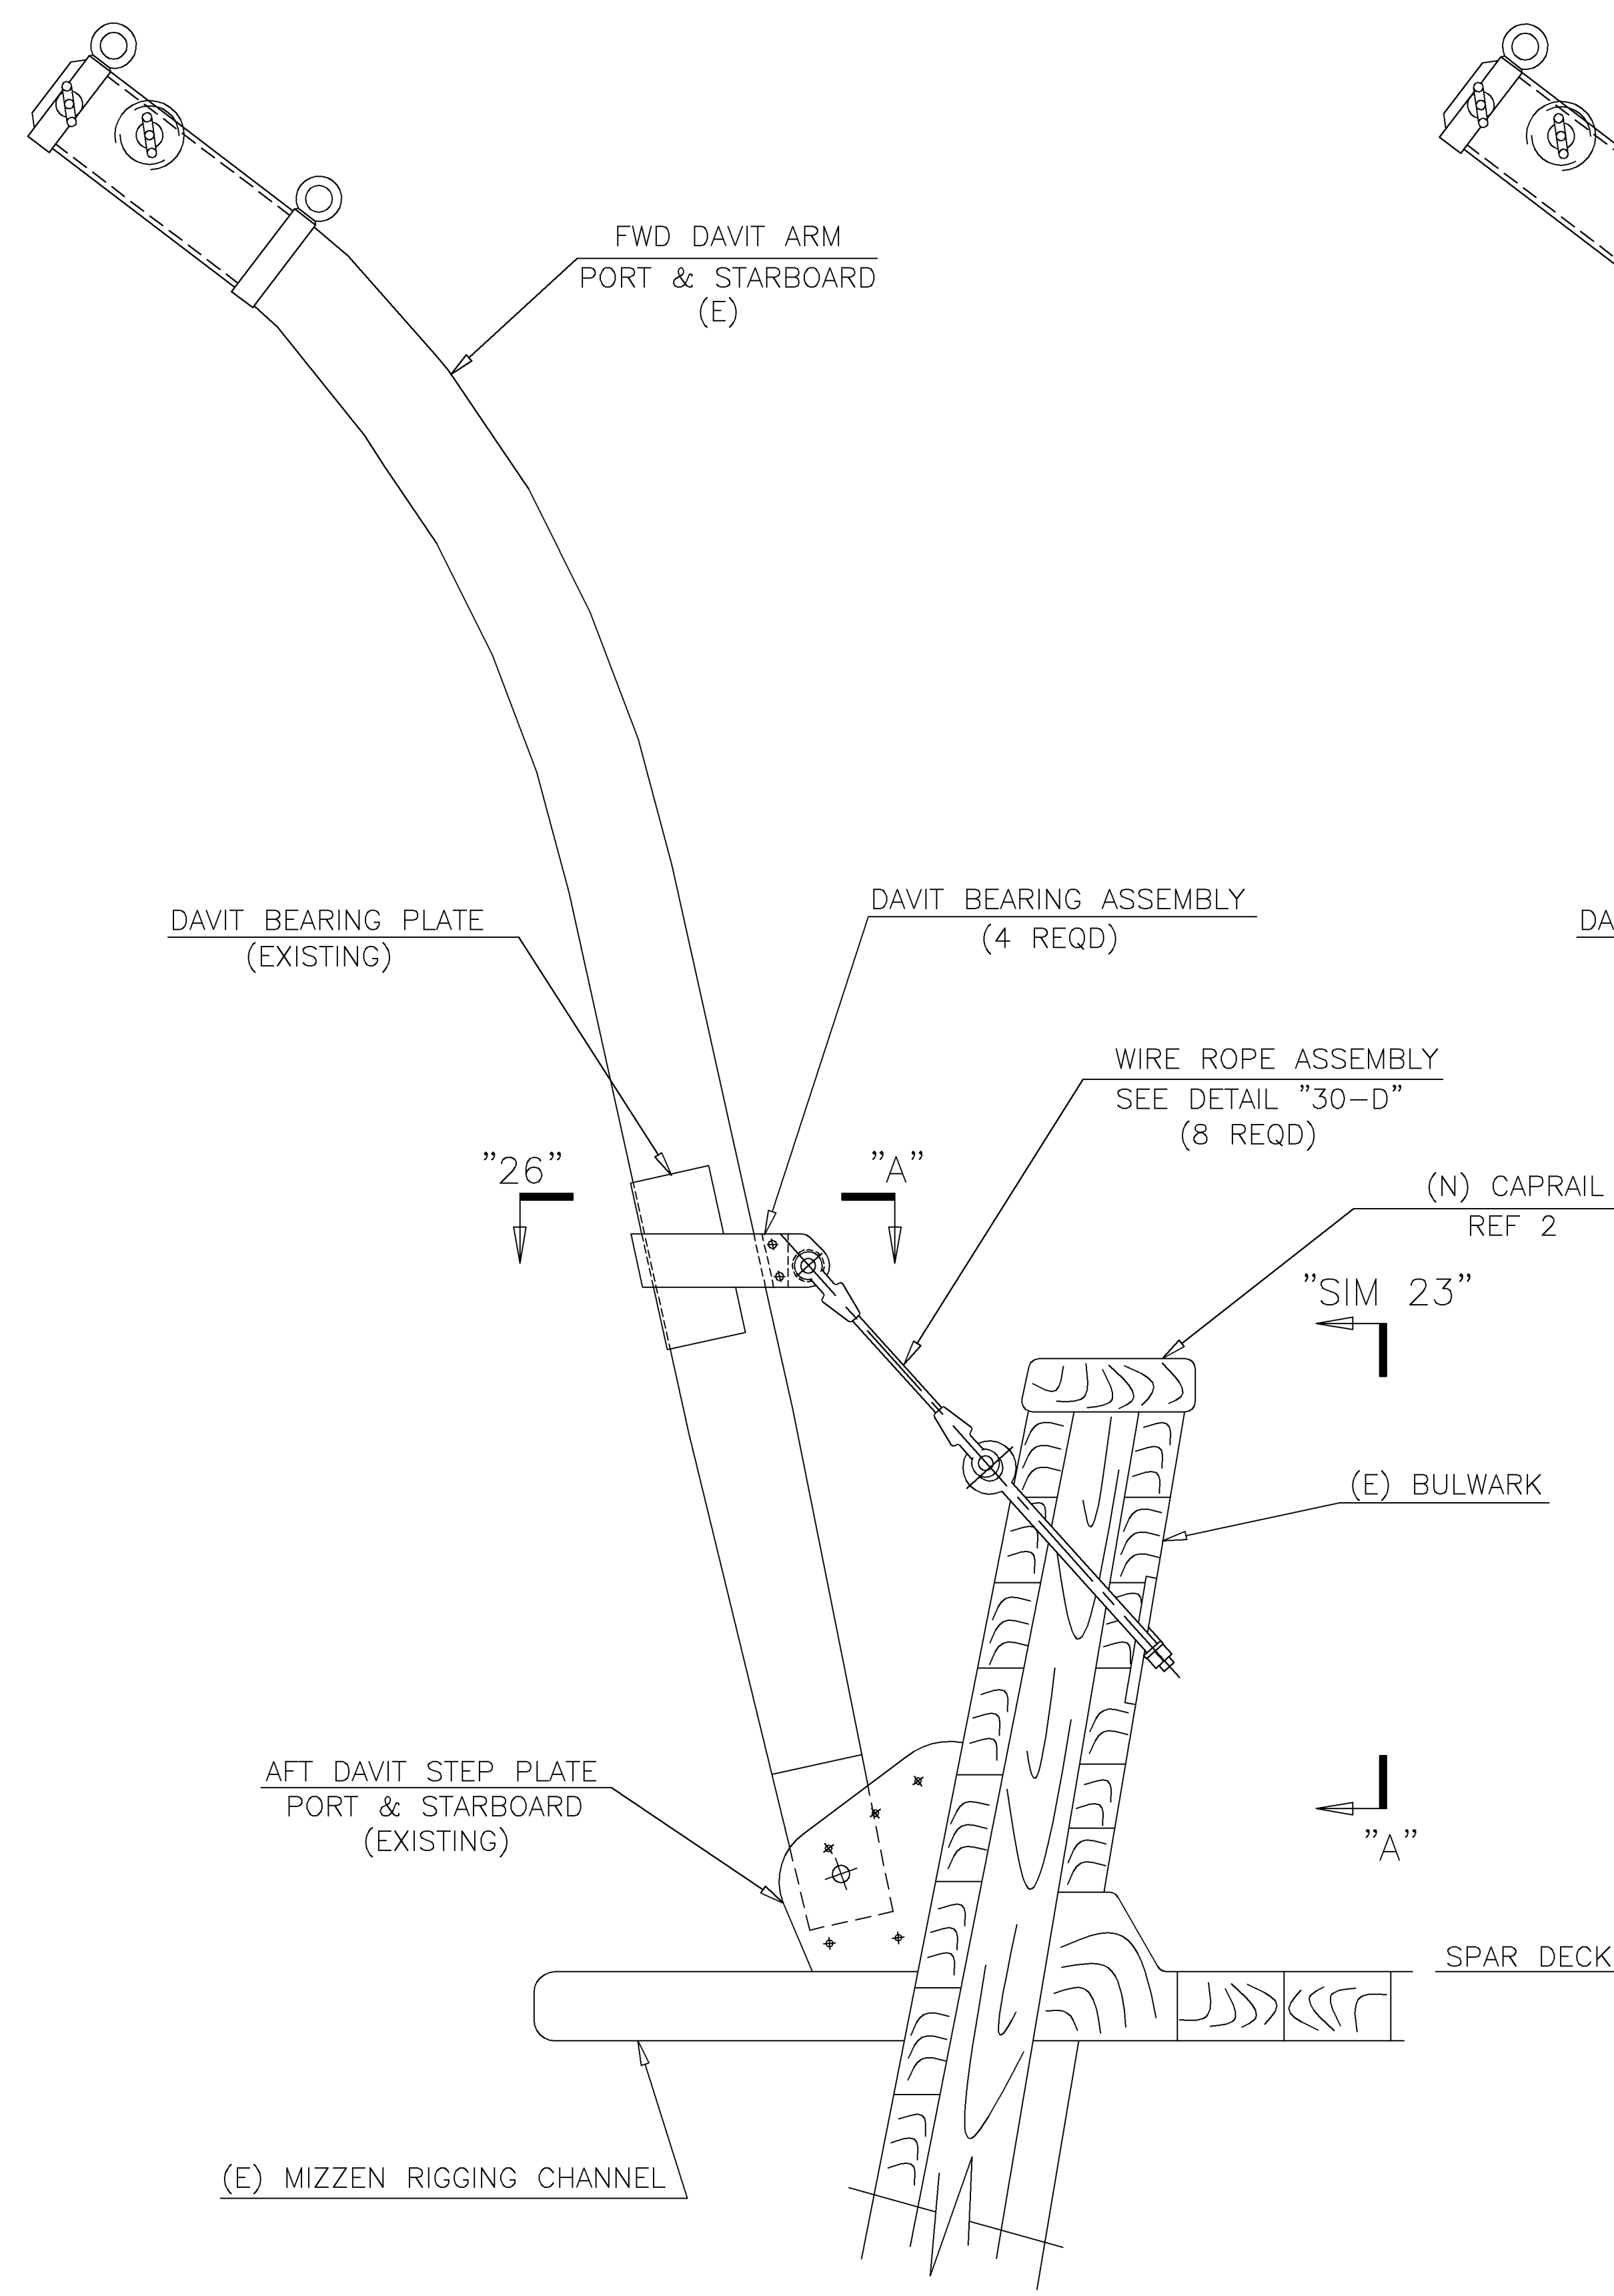 FWD DAVIT ARM
PORT & STARBOARD
(E)
DAVIT BEARING PLATE
(EXISTING)
DAVIT BEARING ASSEMBLY
(4 REQD)
DA
WIRE ROPE ASSEMBLY
SEE DETAIL "30-D"
(8 REQD)
"26"
"A"
(N) CAPRAIL
REF 2
"SIM 23"
(E) BULWARK
AFT DAVIT STEP PLATE
PORT & STARBOARD
(EXISTING)
"A"
SPAR DECK
(E) MIZZEN RIGGING CHANNEL